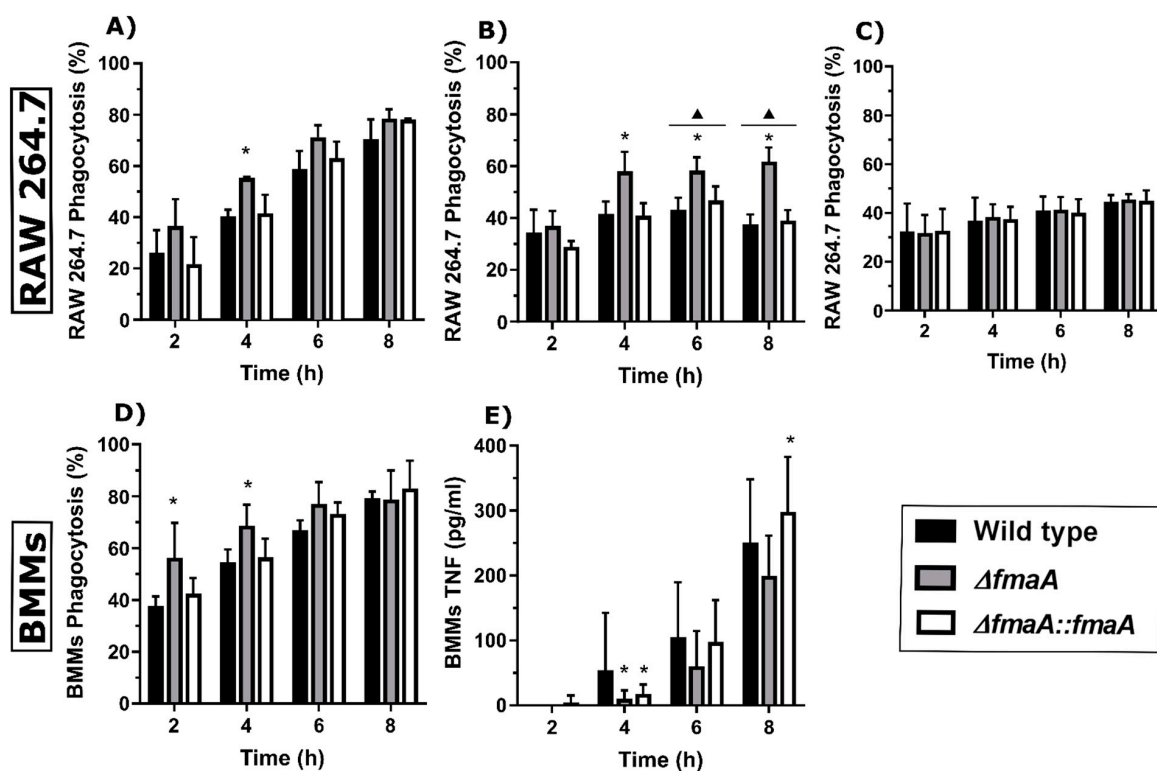 RAW 264.7
A)
RAW 264.7 Phagocytosis (%)
100
80
60
40
20
0
*
2 4 6 8
Time (h)
B)
RAW 264.7 Phagocytosis (%)
100
80
60
40
20
0
▲ ▲
* * *
2 4 6 8
Time (h)
C)
RAW 264.7 Phagocytosis (%)
100
80
60
40
20
0
2 4 6 8
Time (h)
BMMs
D)
BMMs Phagocytosis (%)
100
80
60
40
20
0
* *
2 4 6 8
Time (h)
E)
BMMs TNF (pg/ml)
400
300
200
100
0
* * *
2 4 6 8
Time (h)
Wild type
ΔfmaA
ΔfmaA::fmaA